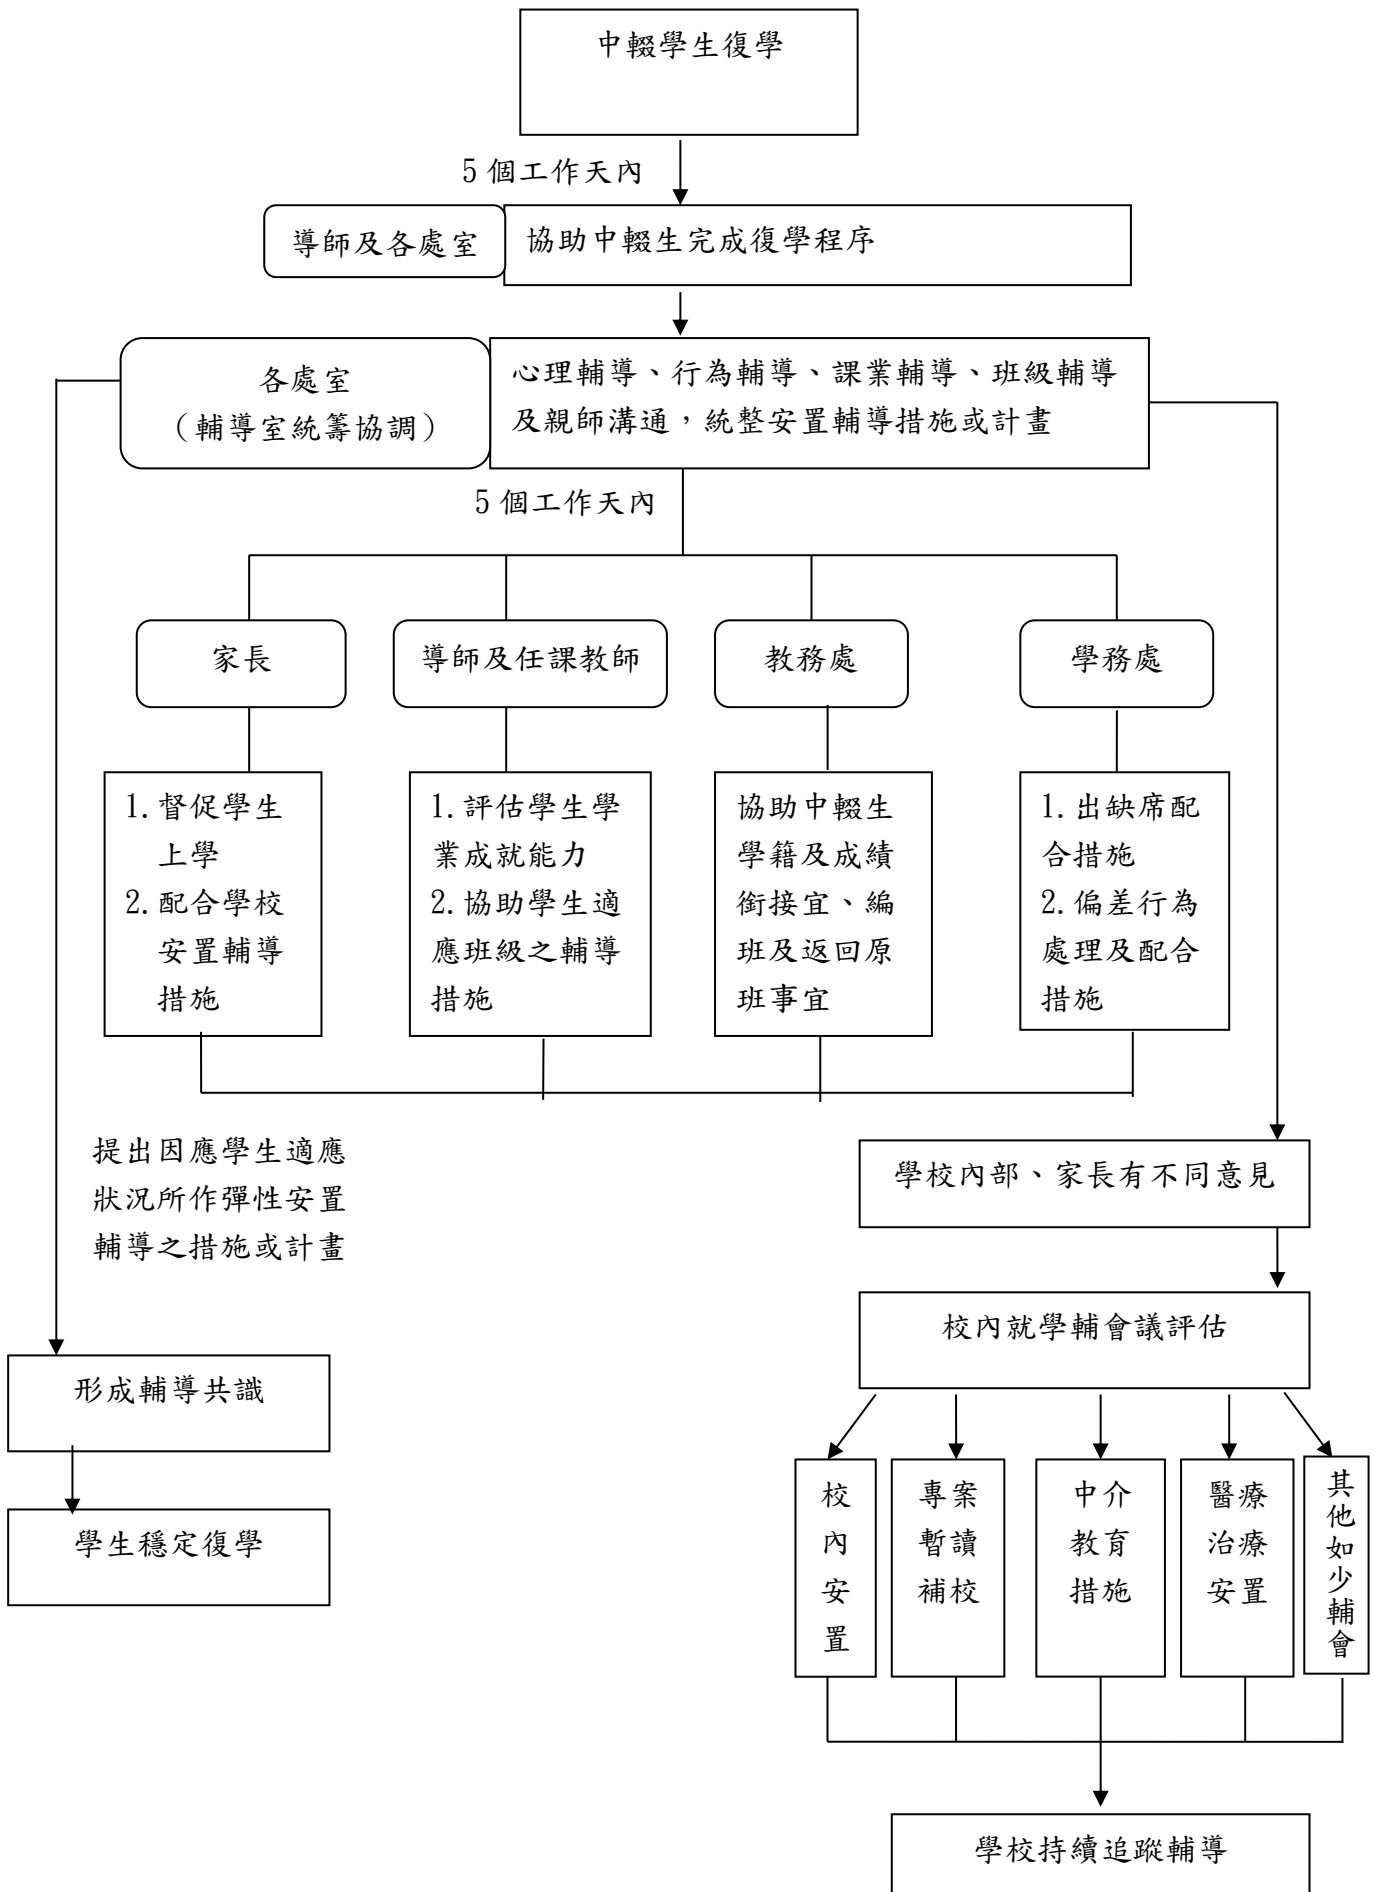 中輟學生復學
5個工作天內
導師及各處室
協助中輟生完成復學程序
各處室
（輔導室統籌協調）
心理輔導、行為輔導、課業輔導、班級輔導
及親師溝通，統整安置輔導措施或計畫
5個工作天內
家長
導師及任課教師
教務處
學務處
1.督促學生
上學
2.配合學校
安置輔導
措施
1.評估學生學
業成就能力
2.協助學生適
應班級之輔導
措施
協助中輟生
學籍及成績
銜接宜、編
班及返回原
班事宜
1.出缺席配
合措施
2.偏差行為
處理及配合
措施
提出因應學生適應
狀況所作彈性安置
輔導之措施或計畫
學校內部、家長有不同意見
校內就學輔會議評估
形成輔導共識
學生穩定復學
校
內
安
置
專案
暫讀
補校
中介
教育
措施
醫療
治療
安置
其他如少輔會
學校持續追蹤輔導